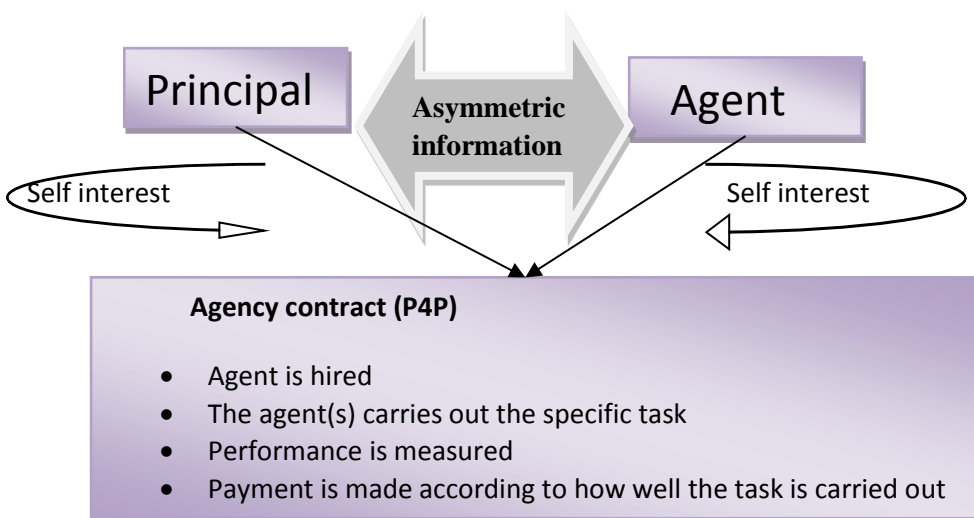 Principal
Asymmetric
information
Agent
Self interest
Self interest
Agency contract (P4P)
• Agent is hired
• The agent(s) carries out the specific task
• Performance is measured
• Payment is made according to how well the task is carried out